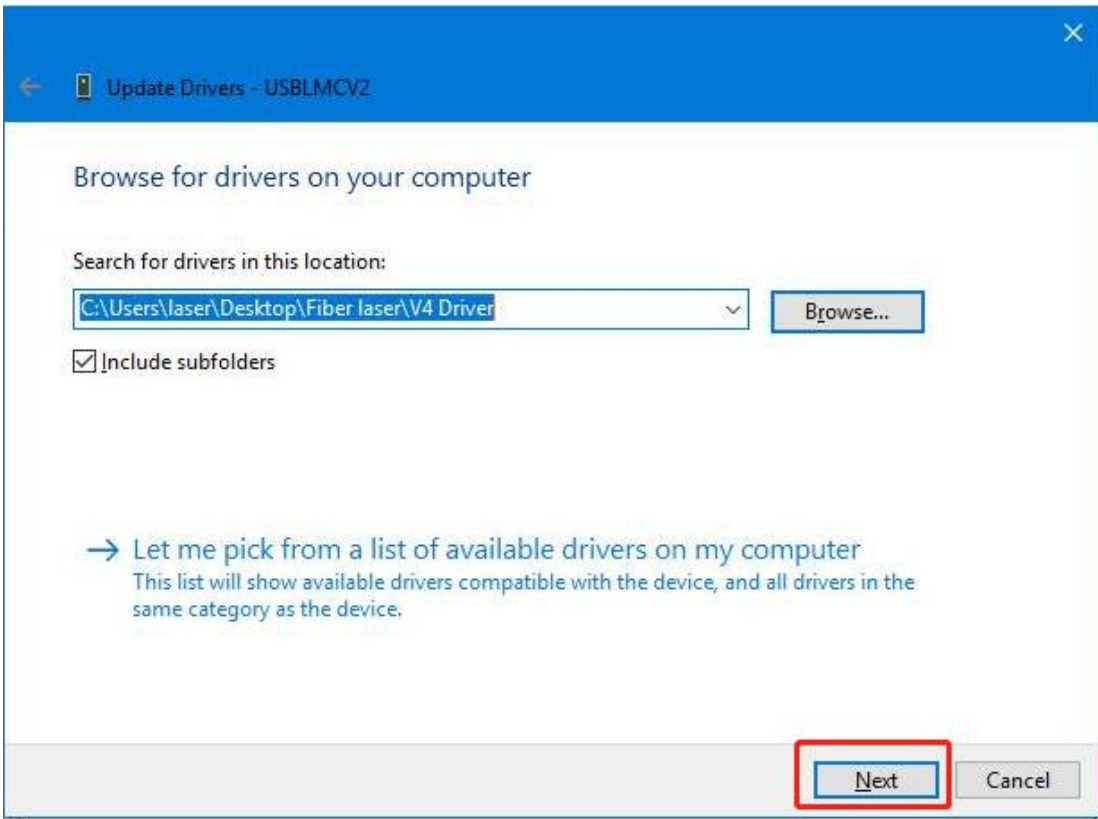 Update Drivers - USBLMCV2
Browse for drivers on your computer
Search for drivers in this location:
C:\Users\laser\Desktop\Fiber laser\V4 Driver
Browse...
Include subfolders
Let me pick from a list of available drivers on my computer
This list will show available drivers compatible with the device, and all drivers in the
same category as the device.
Next
Cancel